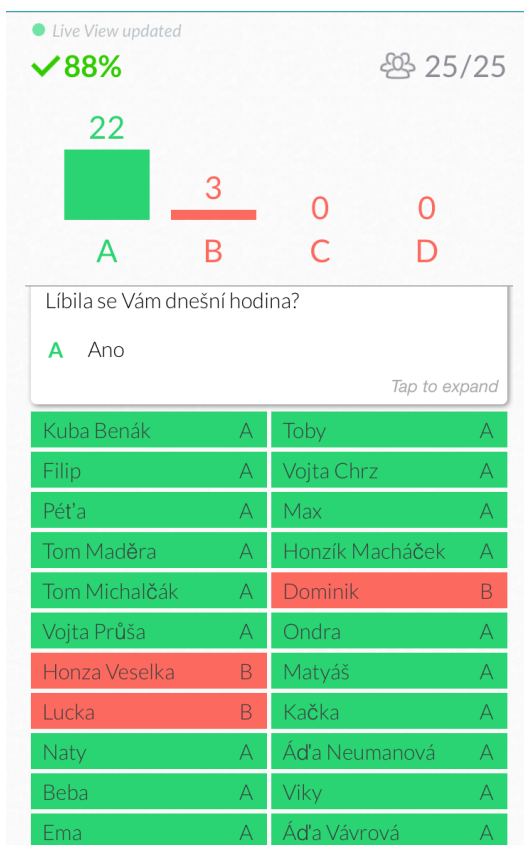 Live View updated
88%
25/25
22
3
0
0
A
B
C
D
Líbila se Vám dnešní hodina?
A Ano
Tap to expand
Kuba Benák A
Toby A
Filip A
Vojta Chrz A
Péťa A
Max A
Tom Maděra A
Honzík Macháček A
Tom Michalčák A
Dominik B
Vojta Průša A
Ondra A
Honza Veselka B
Matyáš A
Lucka B
Kačka A
Naty A
Áďa Neumanová A
Beba A
Viky A
Ema A
Áďa Vávrová A